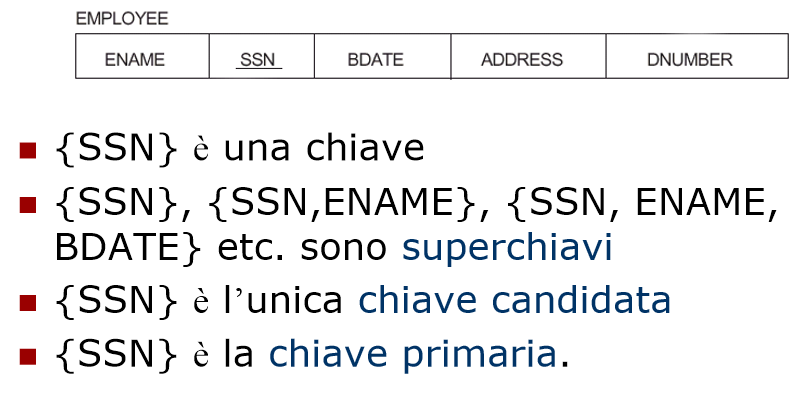 EMPLOYEE
ENAME SSN BDATE ADDRESS DNUMBER
{SSN} è una chiave
{SSN}, {SSN,ENAME}, {SSN, ENAME,
BDATE} etc. sono superchiavi
{SSN} è l’unica chiave candidata
{SSN} è la chiave primaria.